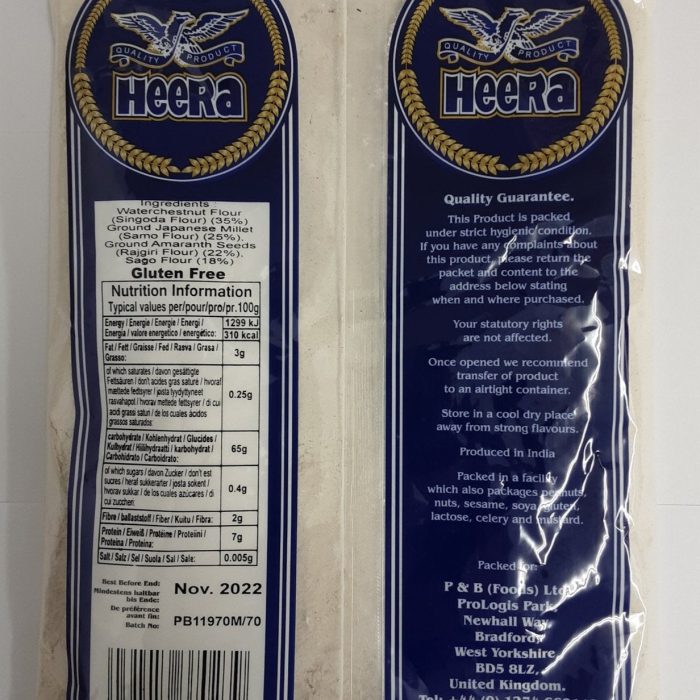 QUALITY PRODUCT
HEERA
Ingredients:
Waterchestnut Flour
(Singoda Flour) (35%)
Ground Japanese Millet
(Samo Flour) (25%).
Ground Amaranth Seeds
(Rajgiri Flour) (22%).
Sago Flour (18%)
Gluten Free
Nutrition Information
Typical values per/pour/pro/pr.100g
Energy / Energie / Energie / Energi /
Energia / valore energetico / energético:
1299 kJ
310 kcal
Fat / Fett / Graisse / Fed / Rasva / Grasa /
Grasso:
3g
of which saturates / davon gesättigte
Fettsäuren / dont acides gras saturé / hvoraf
mættede fedtsyrer / josta tyydyttyneet
rasvahapot / hvorav mettede fettsyrer / di cui
acidi grassi saturi / de los cuales ácidos
grassos saturados
0.25g
carbohydrate / Kohlenhydrat / Glucides /
Kulhydrat / Hiilihydraatti / karbohydrat /
Carbohidrato / Carboidrato:
65g
of which sugars / davon Zucker / don't est
sucres / heraf sukkerarter / josta sokerit /
hvorav sukkar / de los cuales azúcares / di
cui zuccheri
0.4g
Fibre / ballaststoff / Fiber / Kuitu / Fibra:
2g
Protein / Eiweiß / Protéine / Proteiini /
Proteina / Proteina:
7g
Salt / Salz / Sel / Suola / Sal / Sale:
0.005g
Best Before End:
Mindestens haltbar
bis Ende:
De préférence
avant fin:
Nov. 2022
Batch No:
PB11970M/70
QUALITY PRODUCT
HEERA
Quality Guarantee.
This Product is packed
under strict hygienic condition.
If you have any complaints about
this product, please return the
packet and content to the
address below stating
when and where purchased.
Your statutory rights
are not affected.
Once opened we recommend
transfer of product
to an airtight container.
Store in a cool dry place
away from strong flavours.
Produced in India
Packed in a facility
which also packages peanuts,
nuts, sesame, soya, gluten,
lactose, celery and mustard.
Packed for:
P & B (Foods) Ltd
ProLogis Park,
Newhall Way,
Bradford,
West Yorkshire,
BD5 8LZ,
United Kingdom.